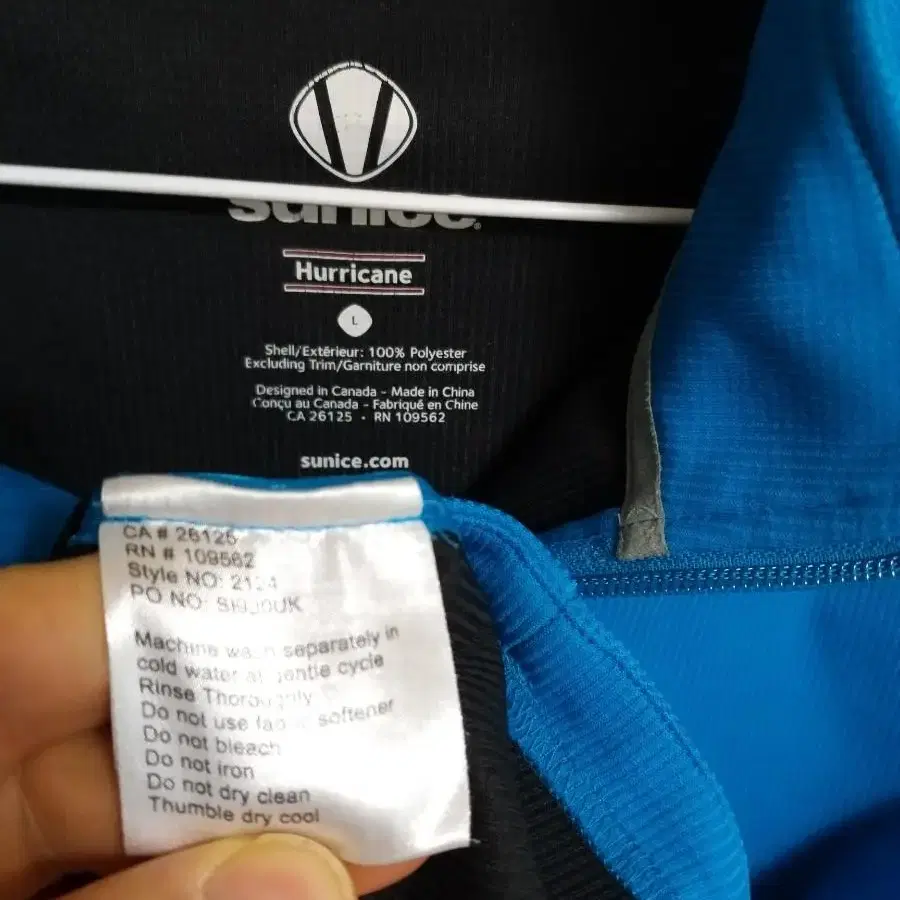 sunice
Hurricane
L
Shell/Extérieur: 100% Polyester
Excluding Trim/Garniture non comprise
Designed in Canada - Made in China
Conçu au Canada - Fabriqué en Chine
CA 26125 • RN 109562
sunice.com
CA # 26125
RN # 109562
Style NO:
PO NO:
Machine wash separately in
cold water at gentle cycle
Rinse Thoroughly
Do not use fabric softener
Do not bleach
Do not iron
Do not dry clean
Thumble dry cool